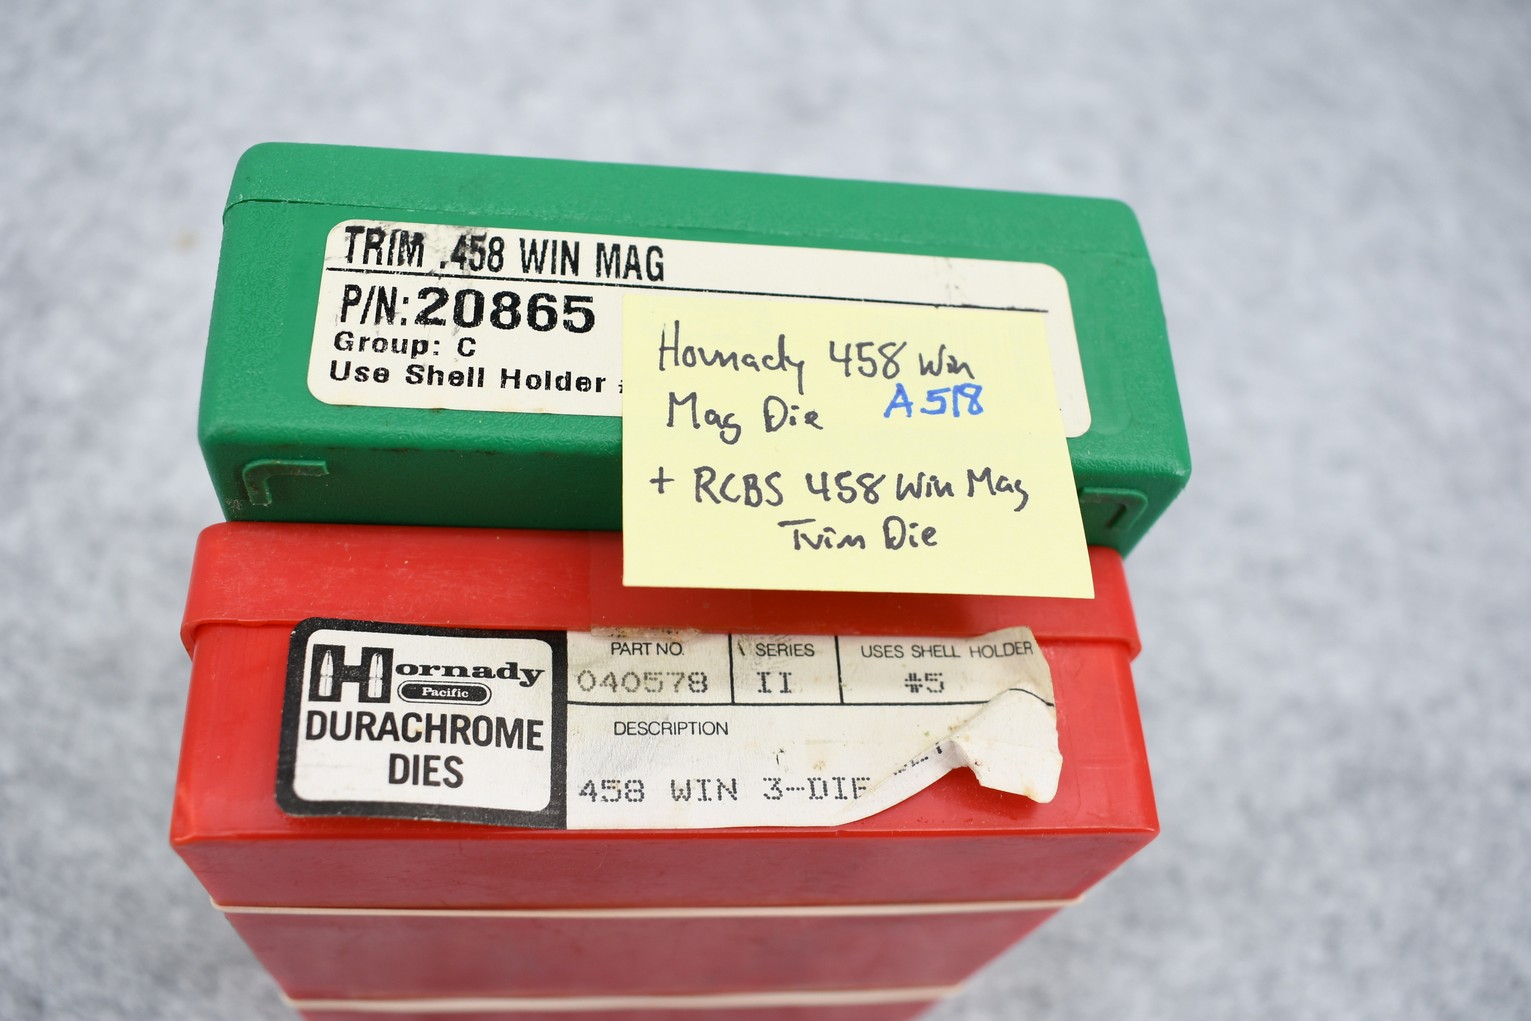 TRIM .458 WIN MAG
P/N: 20865
Group: C
Use Shell Holder
Hornady 458 Win
Mag Die A518
+ RCBS 458 Win Mag
Trim Die
Hornady
Pacific
DURACHROME
DIES
PART NO. SERIES USES SHELL HOLDER
040578 II #5
DESCRIPTION
458 WIN 3-DIE